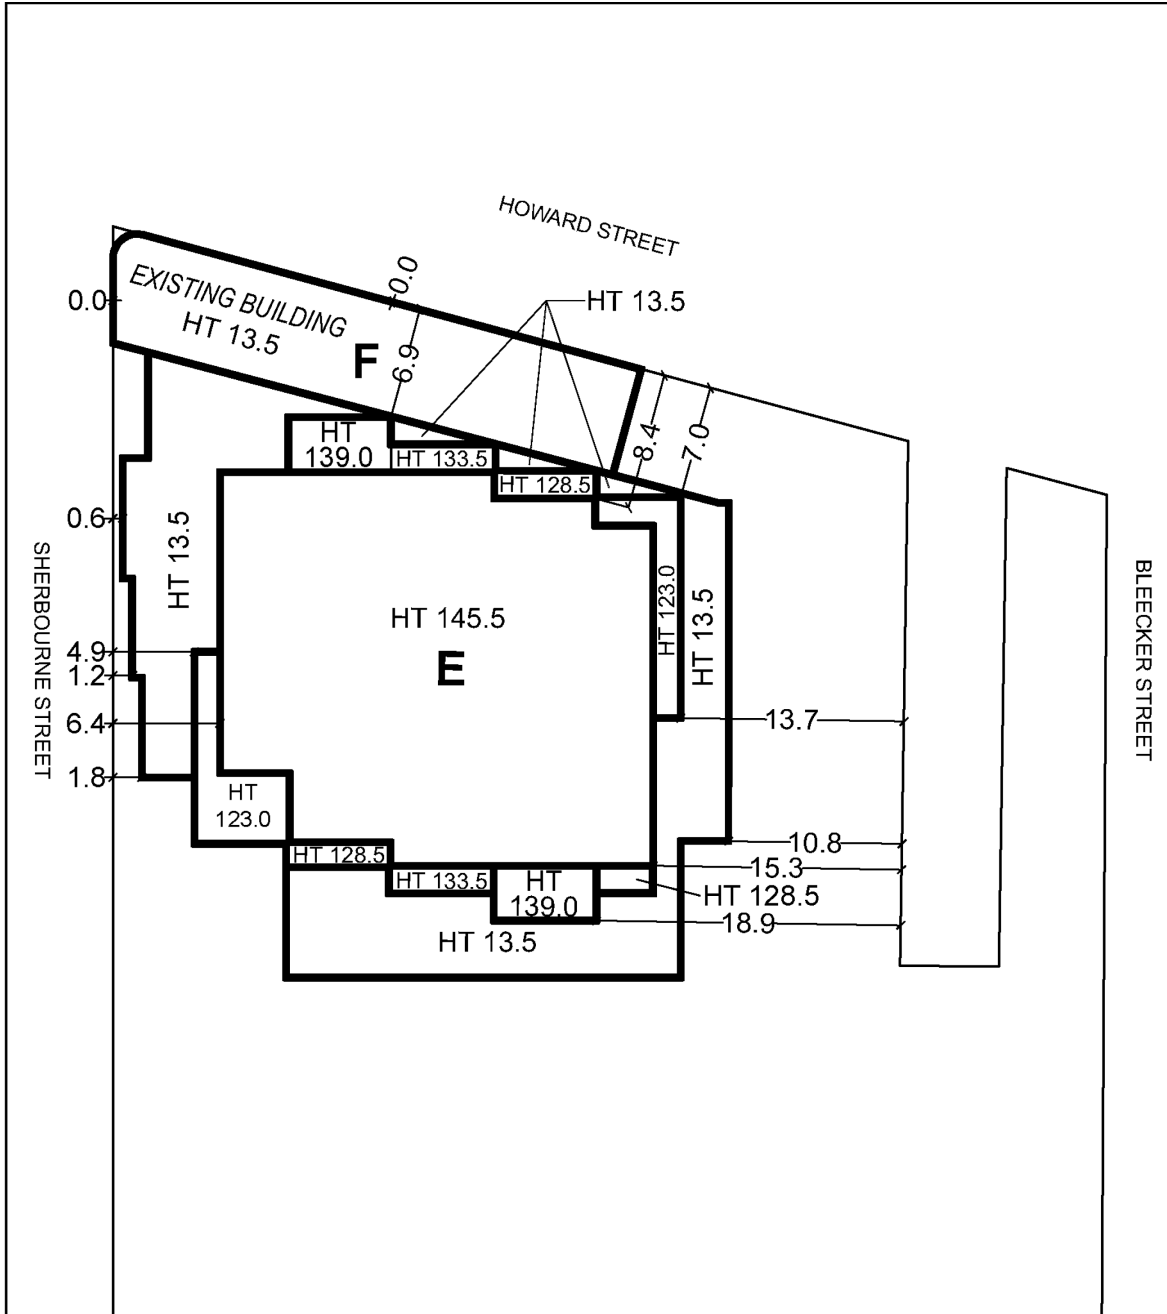 HOWARD STREET
EXISTING BUILDING
HT 13.5
F
0.0
0.0
6.9
HT 13.5
8.4
7.0
HT
139.0
HT 133.5
HT 128.5
0.6
HT 13.5
SHERBOURNE STREET
HT 145.5
E
HT 123.0
HT 13.5
BLEECKER STREET
4.9
1.2
6.4
1.8
13.7
HT
123.0
HT 128.5
HT 133.5
HT
139.0
10.8
15.3
HT 128.5
18.9
HT 13.5